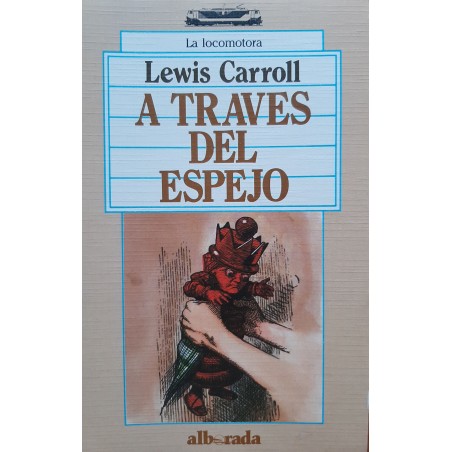 La locomotora
Lewis Carroll
A TRAVES
DEL
ESPEJO
alborada